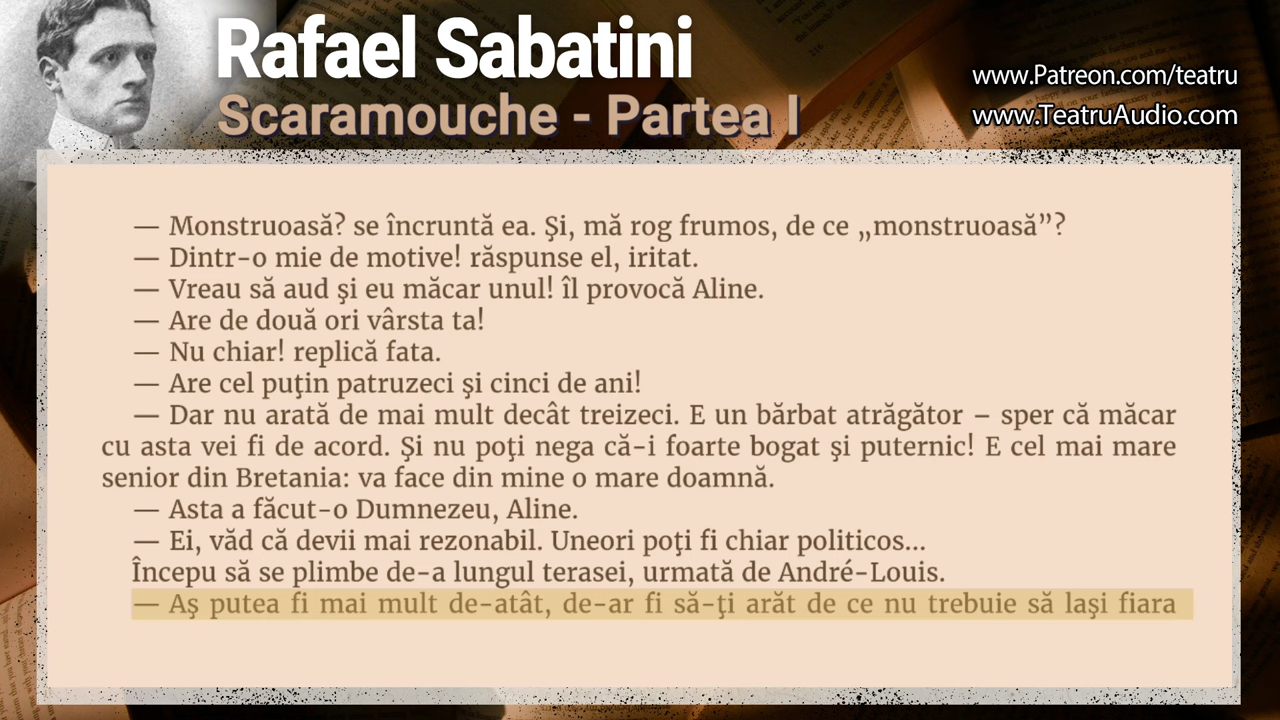 Rafael Sabatini
Scaramouche - Partea I
www.Patreon.com/teatru
www.TeatruAudio.com
— Monstruoasă? se încruntă ea. Şi, mă rog frumos, de ce „monstruoasă”?
— Dintr-o mie de motive! răspunse el, iritat.
— Vreau să aud şi eu măcar unul! îl provocă Aline.
— Are de două ori vârsta ta!
— Nu chiar! replică fata.
— Are cel puţin patruzeci şi cinci de ani!
— Dar nu arată de mai mult decât treizeci. E un bărbat atrăgător – sper că măcar
cu asta vei fi de acord. Şi nu poţi nega că-i foarte bogat şi puternic! E cel mai mare
senior din Bretania: va face din mine o mare doamnă.
— Asta a făcut-o Dumnezeu, Aline.
— Ei, văd că devii mai rezonabil. Uneori poţi fi chiar politicos...
Începu să se plimbe de-a lungul terasei, urmată de André-Louis.
— Aş putea fi mai mult de-atât, de-ar fi să-ţi arăt de ce nu trebuie să laşi fiara